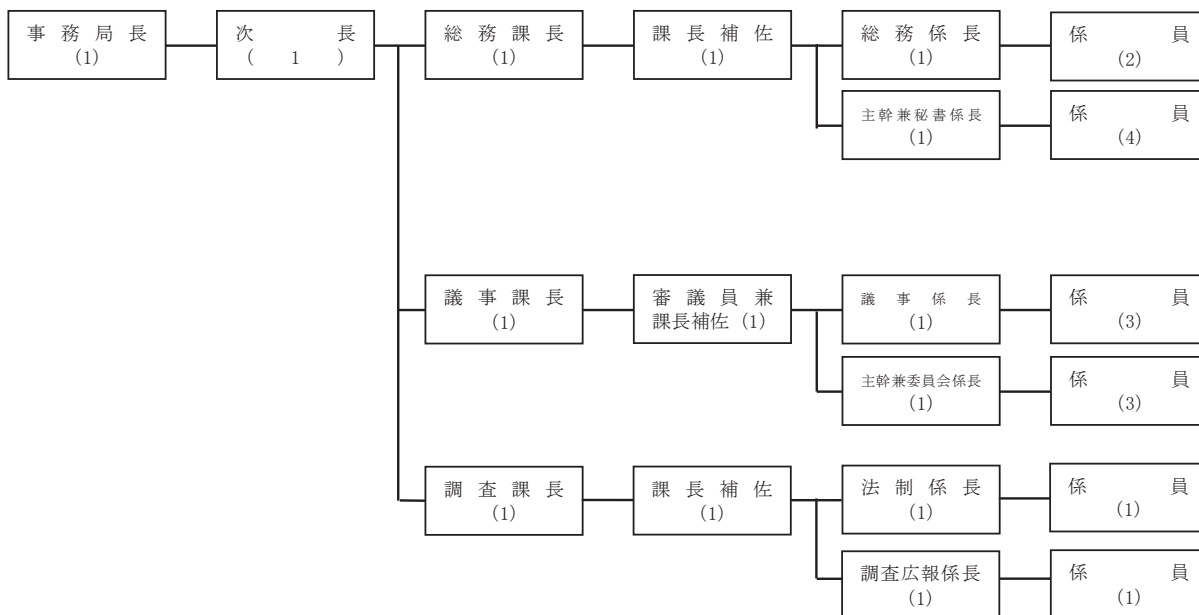 事務局長
(1)
次長
(1)
総務課長
(1)
課長補佐
(1)
総務係長
(1)
係員
(2)
主幹兼秘書係長
(1)
係員
(4)
議事課長
(1)
審議員兼
課長補佐 (1)
議事係長
(1)
係員
(3)
主幹兼委員会係長
(1)
係員
(3)
調査課長
(1)
課長補佐
(1)
法制係長
(1)
係員
(1)
調査広報係長
(1)
係員
(1)